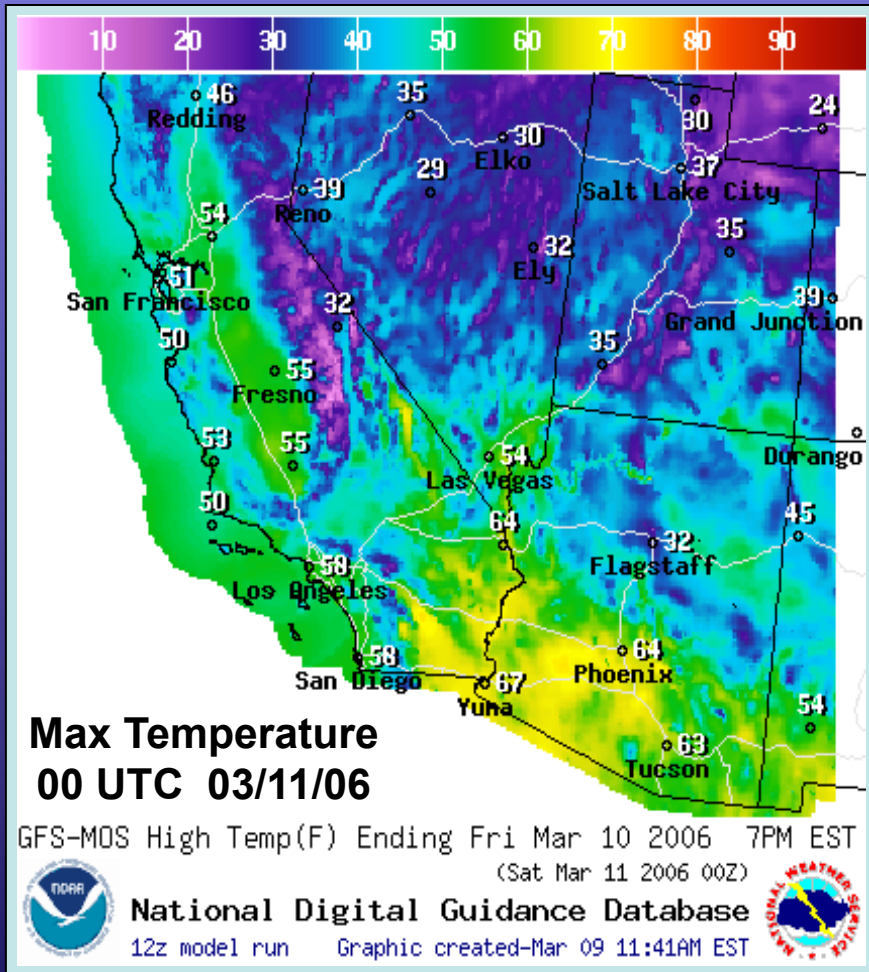 10 20 30 40 50 60 70 80 90
46
Redding
35
30
24
30
Elko
29
39
Reno
37
Salt Lake City
54
35
32
Ely
51
San Francisco
39
Grand Junction
32
50
35
55
Fresno
53
55
54
Las Vegas
Durango
50
64
45
32
Flagstaff
58
Los Angeles
64
Phoenix
58
San Diego
67
Yuma
54
63
Tucson
Max Temperature
00 UTC 03/11/06
GFS-MOS High Temp(F) Ending Fri Mar 10 2006 7PM EST
(Sat Mar 11 2006 00Z)
NOAA
NATIONAL WEATHER SERVICE
National Digital Guidance Database
12z model run Graphic created-Mar 09 11:41AM EST